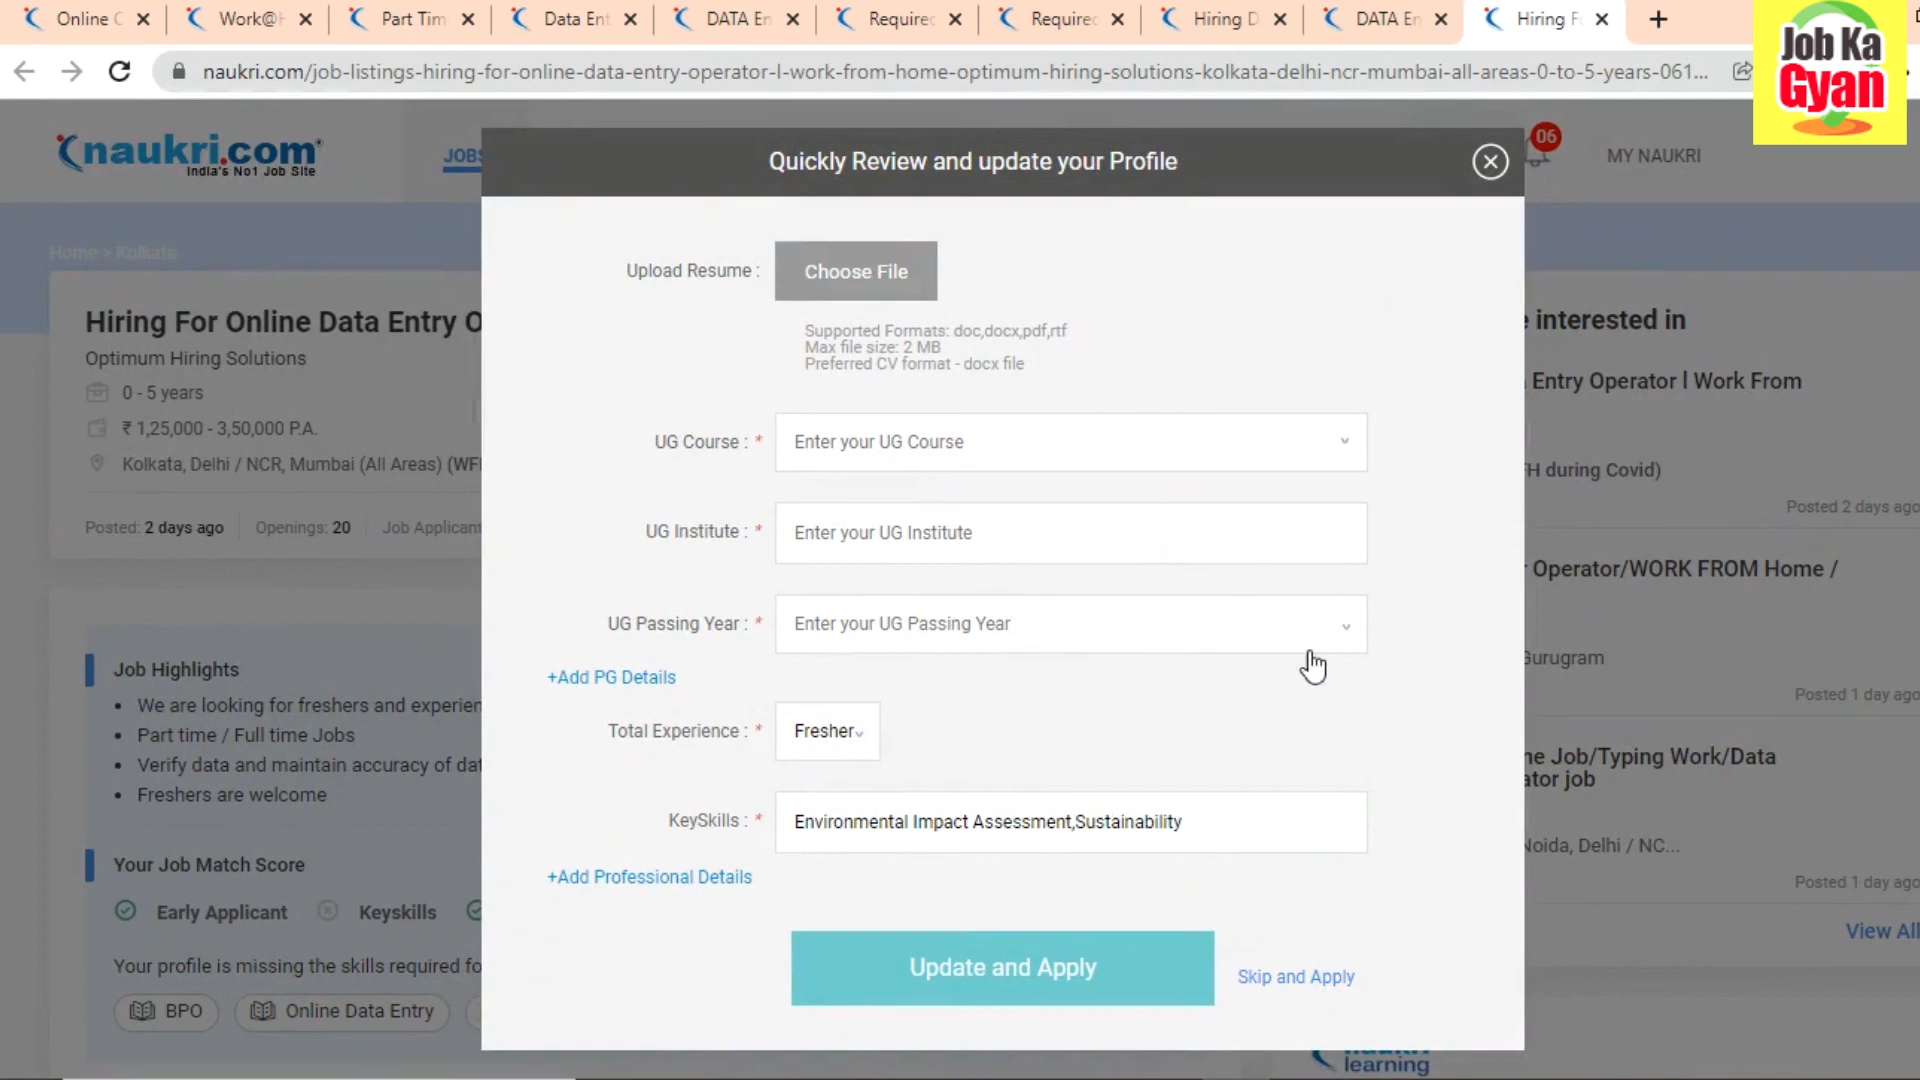 Online
Work@
Part Tim
Data Ent
DATA En
Required
Required
Hiring D
DATA En
Hiring F
Job Ka
Gyan
naukri.com/job-listings-hiring-for-online-data-entry-operator-l-work-from-home-optimum-hiring-solutions-kolkata-delhi-ncr-mumbai-all-areas-0-to-5-years-061...
naukri.com
India's No1 Job Site
JOBS
06
MY NAUKRI
Quickly Review and update your Profile
Home > Kolkata
Upload Resume :
Choose File
Supported Formats: doc,docx,pdf,rtf
Max file size: 2 MB
Preferred CV format - docx file
UG Course : *
Enter your UG Course
UG Institute : *
Enter your UG Institute
UG Passing Year : *
Enter your UG Passing Year
+Add PG Details
Total Experience : *
Fresher
KeySkills : *
Environmental Impact Assessment,Sustainability
+Add Professional Details
Update and Apply
Skip and Apply
Hiring For Online Data Entry O
Optimum Hiring Solutions
0 - 5 years
₹ 1,25,000 - 3,50,000 P.A.
Kolkata, Delhi / NCR, Mumbai (All Areas) (WF
Posted: 2 days ago
Openings: 20
Job Applicant
Job Highlights
• We are looking for freshers and experien
• Part time / Full time Jobs
• Verify data and maintain accuracy of dat
• Freshers are welcome
Your Job Match Score
Early Applicant
Keyskills
Your profile is missing the skills required fo
BPO
Online Data Entry
interested in
Entry Operator l Work From
H during Covid)
Posted 2 days ago
Operator/WORK FROM Home /
Gurugram
Posted 1 day ago
ne Job/Typing Work/Data
ator job
Noida, Delhi / NC...
Posted 1 day ago
View All
naukri
learning